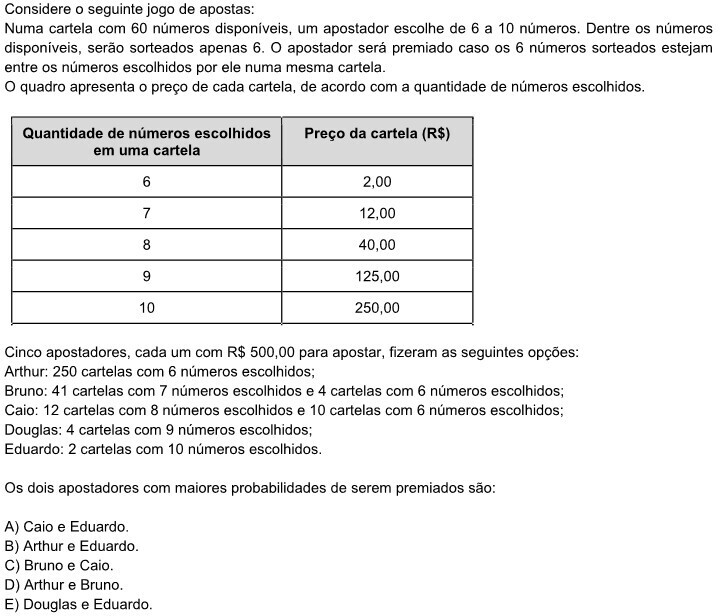 Considere o seguinte jogo de apostas:
Numa cartela com 60 números disponíveis, um apostador escolhe de 6 a 10 números. Dentre os números
disponíveis, serão sorteados apenas 6. O apostador será premiado caso os 6 números sorteados estejam
entre os números escolhidos por ele numa mesma cartela.
O quadro apresenta o preço de cada cartela, de acordo com a quantidade de números escolhidos.
Quantidade de números escolhidos
em uma cartela
Preço da cartela (R$)
6 2,00
7 12,00
8 40,00
9 125,00
10 250,00
Cinco apostadores, cada um com R$ 500,00 para apostar, fizeram as seguintes opções:
Arthur: 250 cartelas com 6 números escolhidos;
Bruno: 41 cartelas com 7 números escolhidos e 4 cartelas com 6 números escolhidos;
Caio: 12 cartelas com 8 números escolhidos e 10 cartelas com 6 números escolhidos;
Douglas: 4 cartelas com 9 números escolhidos;
Eduardo: 2 cartelas com 10 números escolhidos.
Os dois apostadores com maiores probabilidades de serem premiados são:
A) Caio e Eduardo.
B) Arthur e Eduardo.
C) Bruno e Caio.
D) Arthur e Bruno.
E) Douglas e Eduardo.